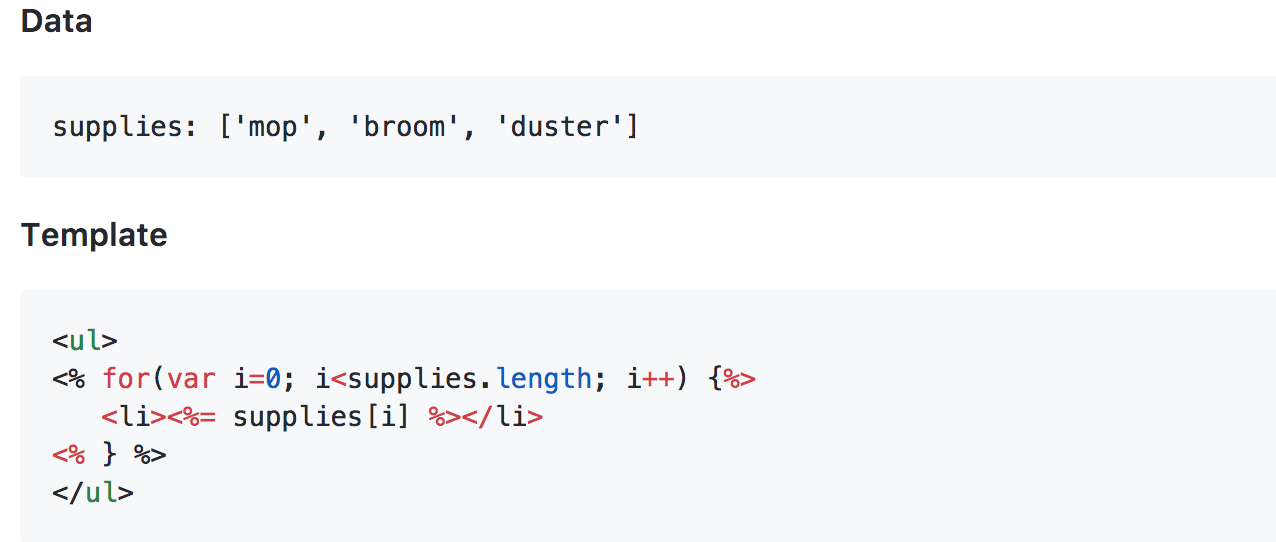 Data
supplies: ['mop', 'broom', 'duster']
Template
<ul>
<% for(var i=0; i<supplies.length; i++) {%>
   <li><%= supplies[i] %></li>
<% } %>
</ul>